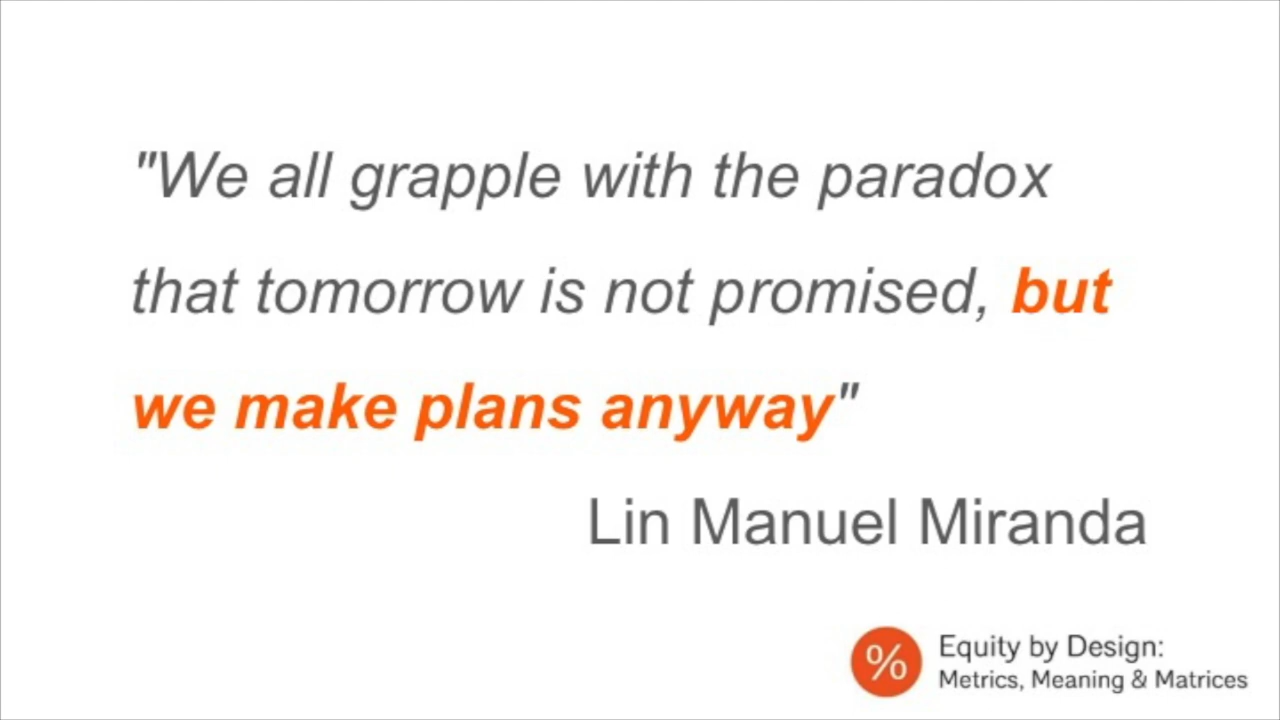 "We all grapple with the paradox
that tomorrow is not promised, but
we make plans anyway"
Lin Manuel Miranda
%
Equity by Design:
Metrics, Meaning & Matrices